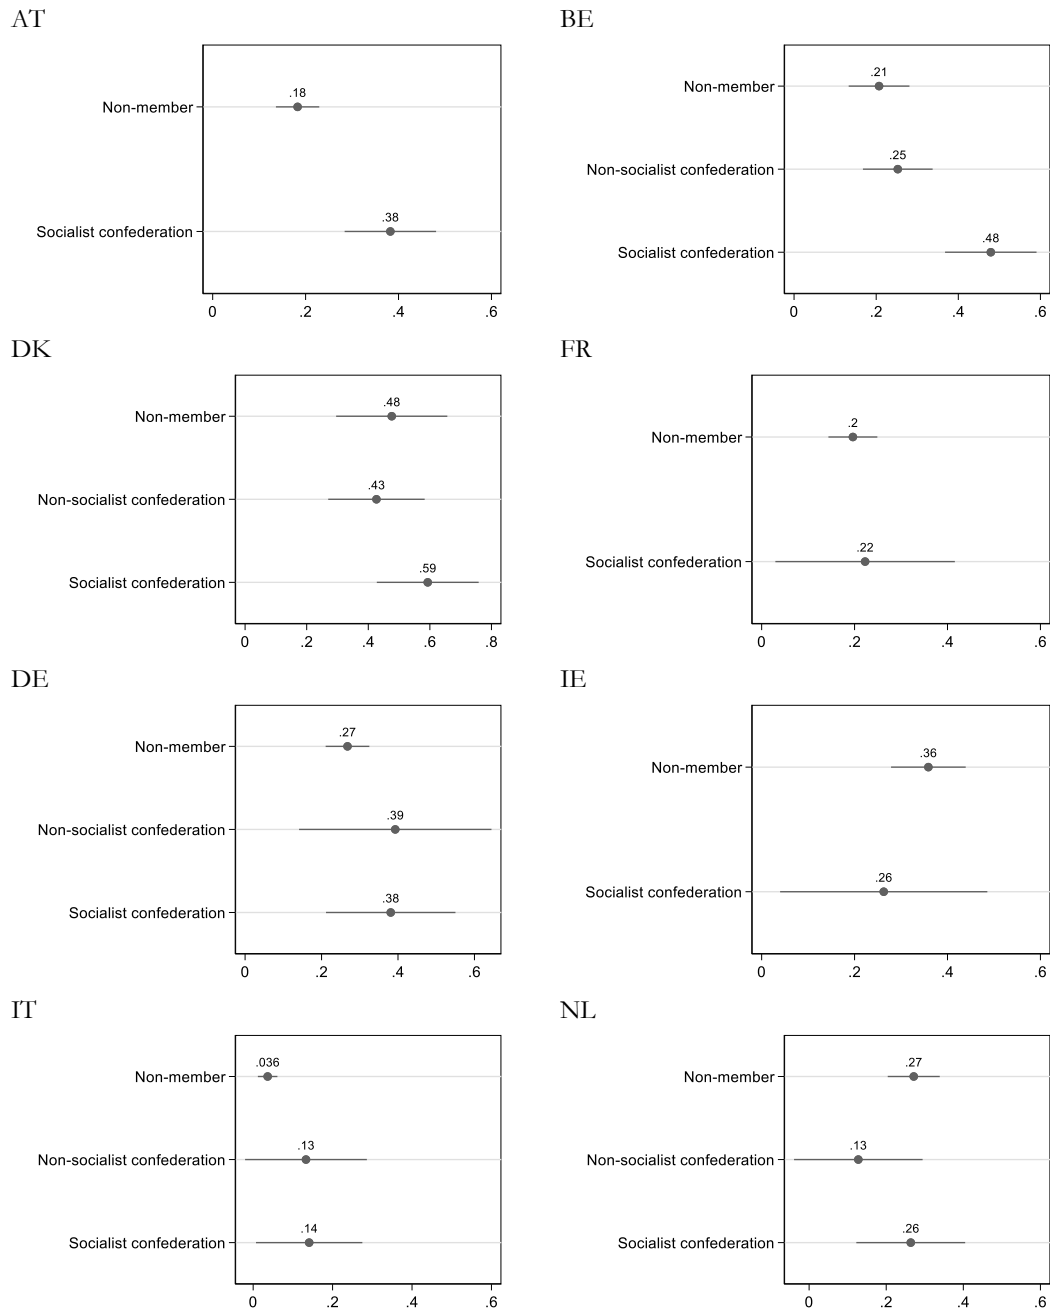 AT
.18
Non-member
.38
Socialist confederation
0 .2 .4 .6
BE
.21
Non-member
.25
Non-socialist confederation
.48
Socialist confederation
0 .2 .4 .6
DK
.48
Non-member
.43
Non-socialist confederation
.59
Socialist confederation
0 .2 .4 .6 .8
FR
.2
Non-member
.22
Socialist confederation
0 .2 .4 .6
DE
.27
Non-member
.39
Non-socialist confederation
.38
Socialist confederation
0 .2 .4 .6
IE
.36
Non-member
.26
Socialist confederation
0 .2 .4 .6
IT
.036
Non-member
.13
Non-socialist confederation
.14
Socialist confederation
0 .2 .4 .6
NL
.27
Non-member
.13
Non-socialist confederation
.26
Socialist confederation
0 .2 .4 .6